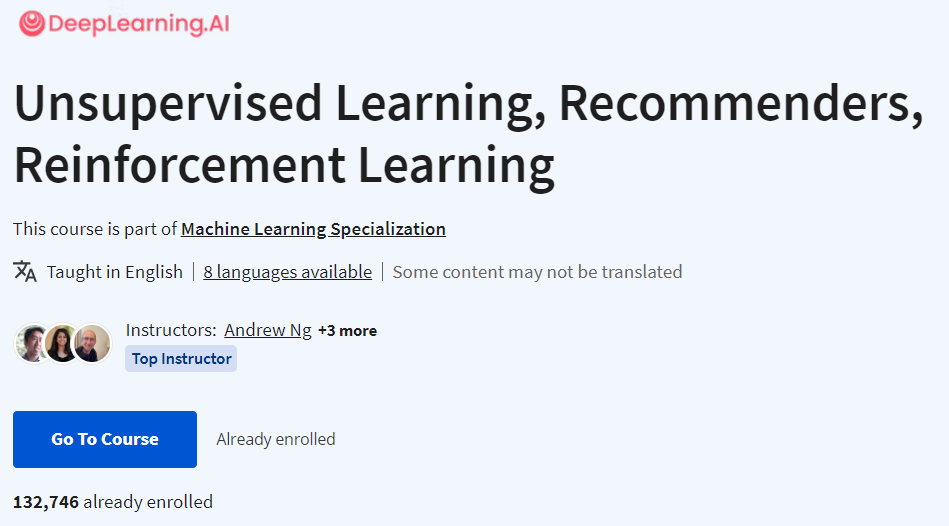 DeepLearning.AI
Unsupervised Learning, Recommenders,
Reinforcement Learning
This course is part of Machine Learning Specialization
Taught in English | 8 languages available | Some content may not be translated
Instructors: Andrew Ng +3 more
Top Instructor
Go To Course Already enrolled
132,746 already enrolled